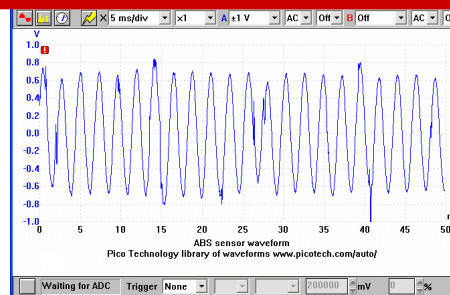 5 ms/div x1 A ±1 V AC Off B Off AC
V
1.0
0.8
0.6
0.4
0.2
0.0
-0.2
-0.4
-0.6
-0.8
-1.0
0 5 10 15 20 25 30 35 40 45 50
ABS sensor waveform
Pico Technology library of waveforms www.picotech.com/auto/
Waiting for ADC Trigger None 200000 mV 0 %